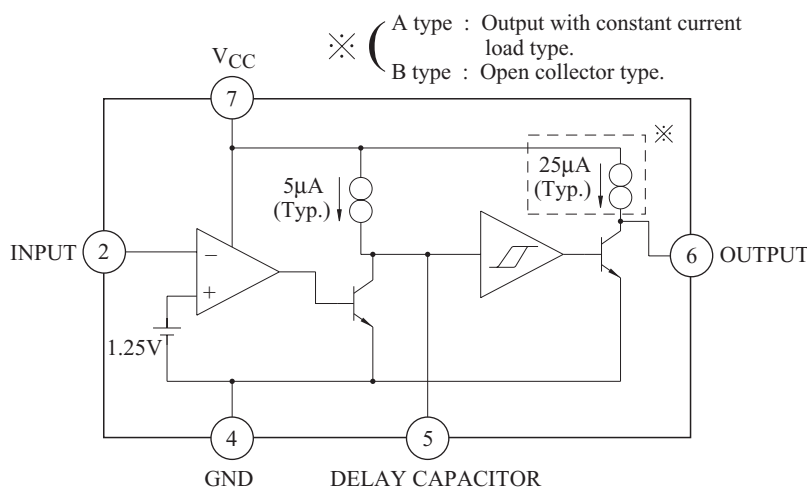 ※ ( A type : Output with constant current
load type.
B type : Open collector type.
VCC
7
※
5μA
(Typ.)
25μA
(Typ.)
INPUT 2
−
+
6 OUTPUT
1.25V
4
5
GND
DELAY CAPACITOR